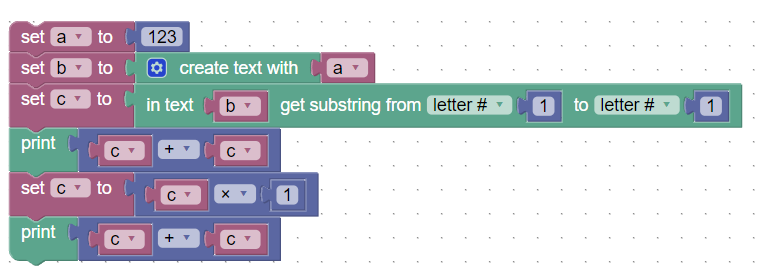 set a to 123
set b to create text with a
set c to in text b get substring from letter # 1 to letter # 1
print c + c
set c to c × 1
print c + c